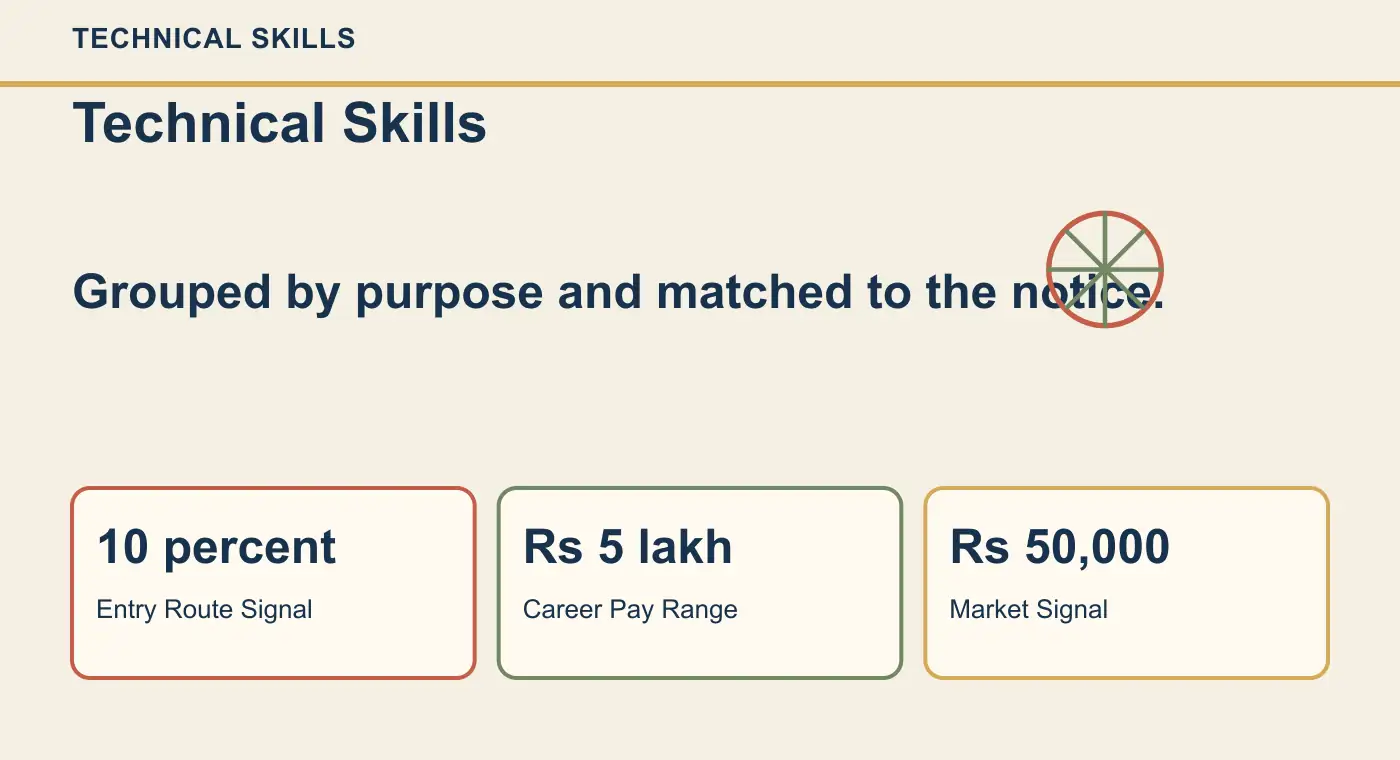 TECHNICAL SKILLS
Technical Skills
Grouped by purpose and matched to the notice.
10 percent
Entry Route Signal
Rs 5 lakh
Career Pay Range
Rs 50,000
Market Signal